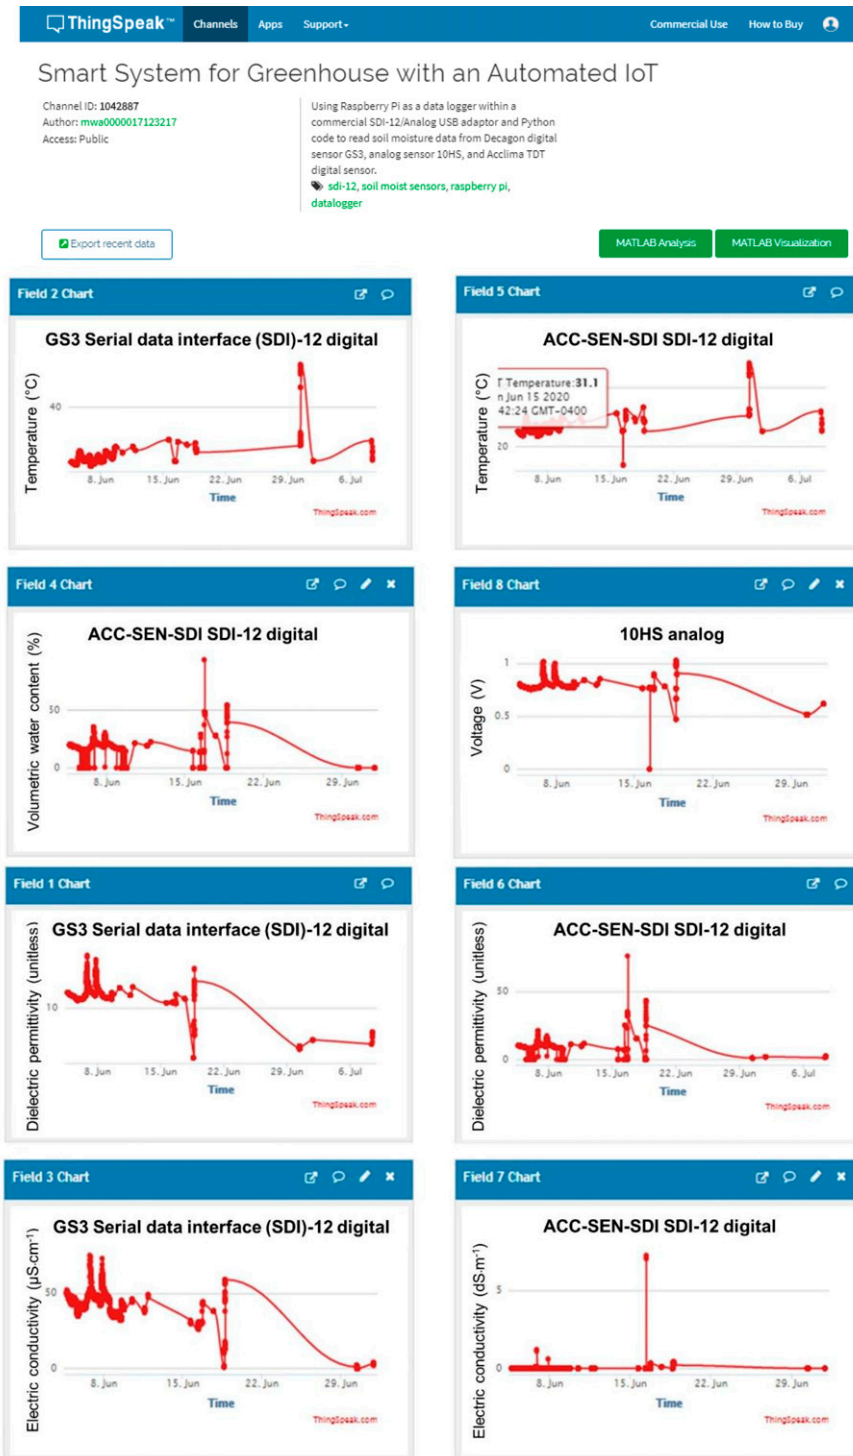 ThingSpeak™ Channels Apps Support Commercial Use How to Buy
Smart System for Greenhouse with an Automated IoT
Channel ID: 1042887
Author: mwa0000017123217
Access: Public
Using Raspberry Pi as a data logger within a
commercial SDI-12/Analog USB adaptor and Python
code to read soil moisture data from Decagon digital
sensor GS3, analog sensor 10HS, and Acclima TDT
digital sensor.
sdi-12, soil moist sensors, raspberry pi,
datalogger
Export recent data
MATLAB Analysis
MATLAB Visualization
Field 2 Chart
GS3 Serial data interface (SDI)-12 digital
Temperature (°C)
40
8. Jun 15. Jun 22. Jun 29. Jun 6. Jul
Time
ThingSpeak.com
Field 5 Chart
ACC-SEN-SDI SDI-12 digital
Temperature (°C)
T Temperature:31.1
n Jun 15 2020
42:24 GMT-0400
20
8. Jun 15. Jun 22. Jun 29. Jun 6. Jul
Time
ThingSpeak.com
Field 4 Chart
ACC-SEN-SDI SDI-12 digital
Volumetric water content (%)
50
0
8. Jun 15. Jun 22. Jun 29. Jun
Time
ThingSpeak.com
Field 8 Chart
10HS analog
Voltage (V)
1
0.5
0
8. Jun 15. Jun 22. Jun 29. Jun
Time
ThingSpeak.com
Field 1 Chart
GS3 Serial data interface (SDI)-12 digital
Dielectric permittivity (unitless)
10
8. Jun 15. Jun 22. Jun 29. Jun 6. Jul
Time
ThingSpeak.com
Field 6 Chart
ACC-SEN-SDI SDI-12 digital
Dielectric permittivity (unitless)
50
0
8. Jun 15. Jun 22. Jun 29. Jun 6. Jul
Time
ThingSpeak.com
Field 3 Chart
GS3 Serial data interface (SDI)-12 digital
Electric conductivity (µS·cm⁻¹)
50
0
8. Jun 15. Jun 22. Jun 29. Jun
Time
ThingSpeak.com
Field 7 Chart
ACC-SEN-SDI SDI-12 digital
Electric conductivity (dS·m⁻¹)
5
0
8. Jun 15. Jun 22. Jun 29. Jun
Time
ThingSpeak.com